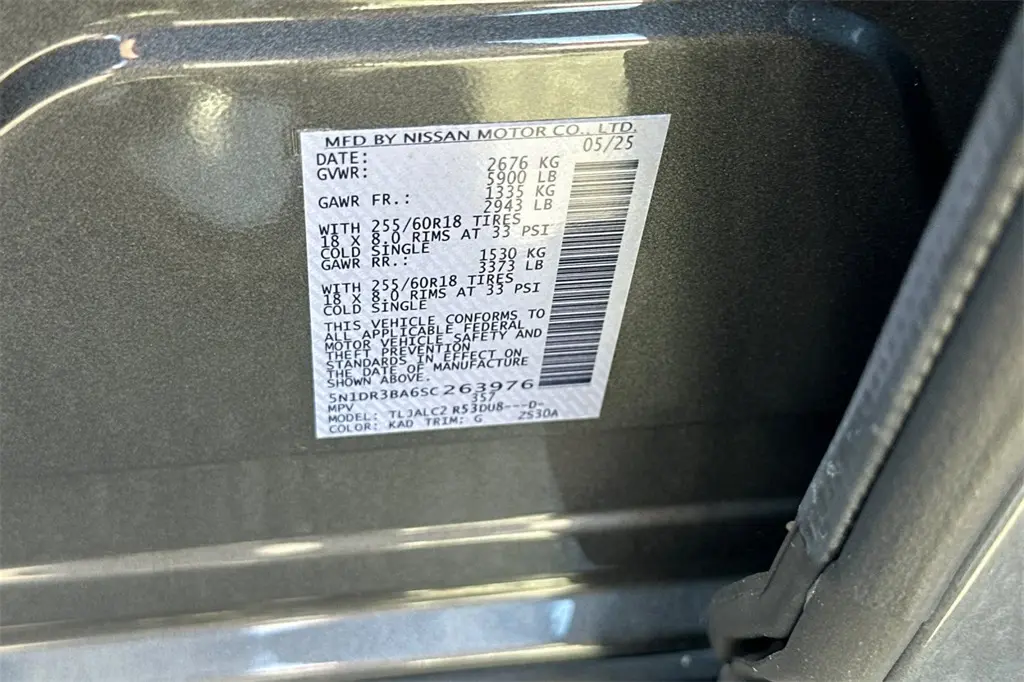 MFD BY NISSAN MOTOR CO., LTD.
DATE: 05/25
GVWR: 2676 KG
5900 LB
GAWR FR.: 1335 KG
2943 LB
WITH 255/60R18 TIRES
18 X 8.0 RIMS AT 33 PSI
COLD SINGLE
GAWR RR.: 1530 KG
3373 LB
WITH 255/60R18 TIRES
18 X 8.0 RIMS AT 33 PSI
COLD SINGLE
THIS VEHICLE CONFORMS TO
ALL APPLICABLE FEDERAL
MOTOR VEHICLE SAFETY AND
THEFT PREVENTION
STANDARDS IN EFFECT ON
THE DATE OF MANUFACTURE
SHOWN ABOVE.
5N1DR3BA6SC263976
MPV 357
MODEL: TLJALC2 R53DU8---D-
COLOR: KAD TRIM: G ZS30A